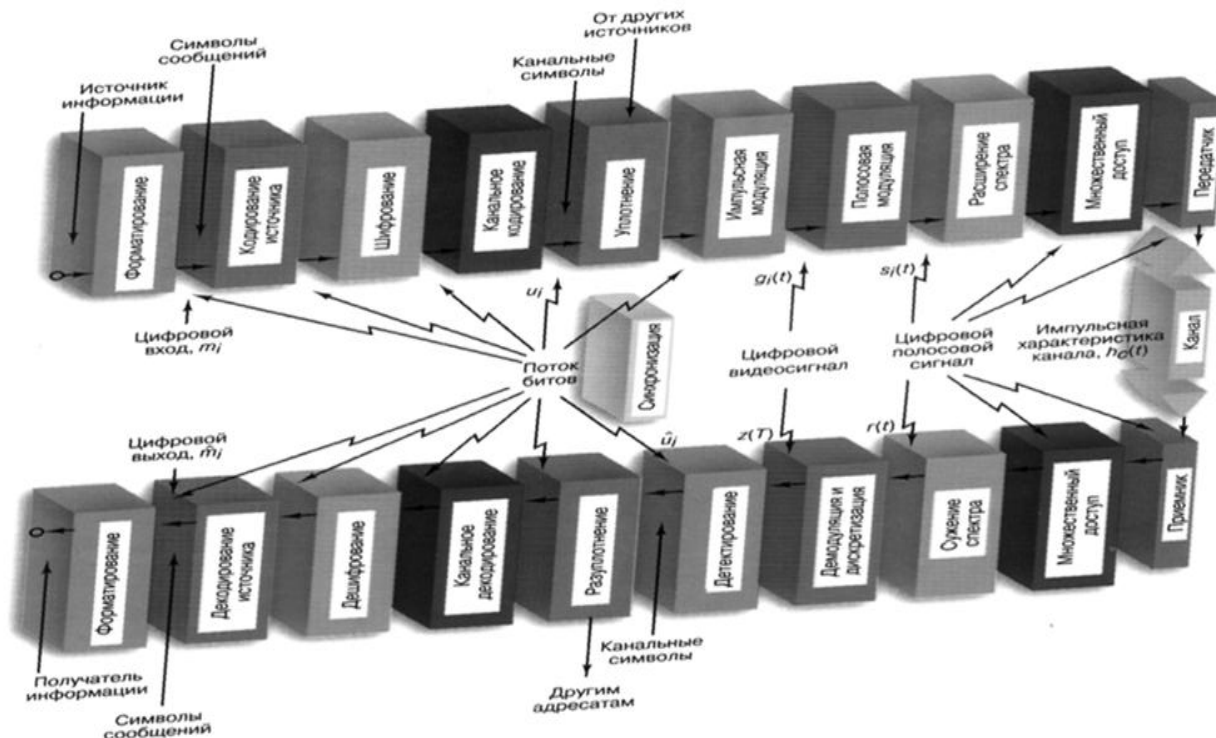 От других
источников
Символы
сообщений
Канальные
символы
Источник
информации
Форматирование
Кодирование
источника
Шифрование
Канальное
кодирование
Уплотнение
Импульсная
модуляция
Полосовая
модуляция
Расширение
спектра
Множественный
доступ
Передатчик
Цифровой
вход, mᵢ
uᵢ
gᵢ(t)
sᵢ(t)
Поток
битов
Синхронизация
Цифровой
видеосигнал
Цифровой
полосовой
сигнал
Импульсная
характеристика
канала, h_c(t)
Канал
Цифровой
выход, m̂ᵢ
ûᵢ
z(T)
r(t)
Форматирование
Декодирование
источника
Дешифрование
Канальное
декодирование
Разуплотнение
Детектирование
Демодуляция и
дискретизация
Сужение
спектра
Множественный
доступ
Приемник
Получатель
информации
Символы
сообщений
Другим
адресатам
Канальные
символы